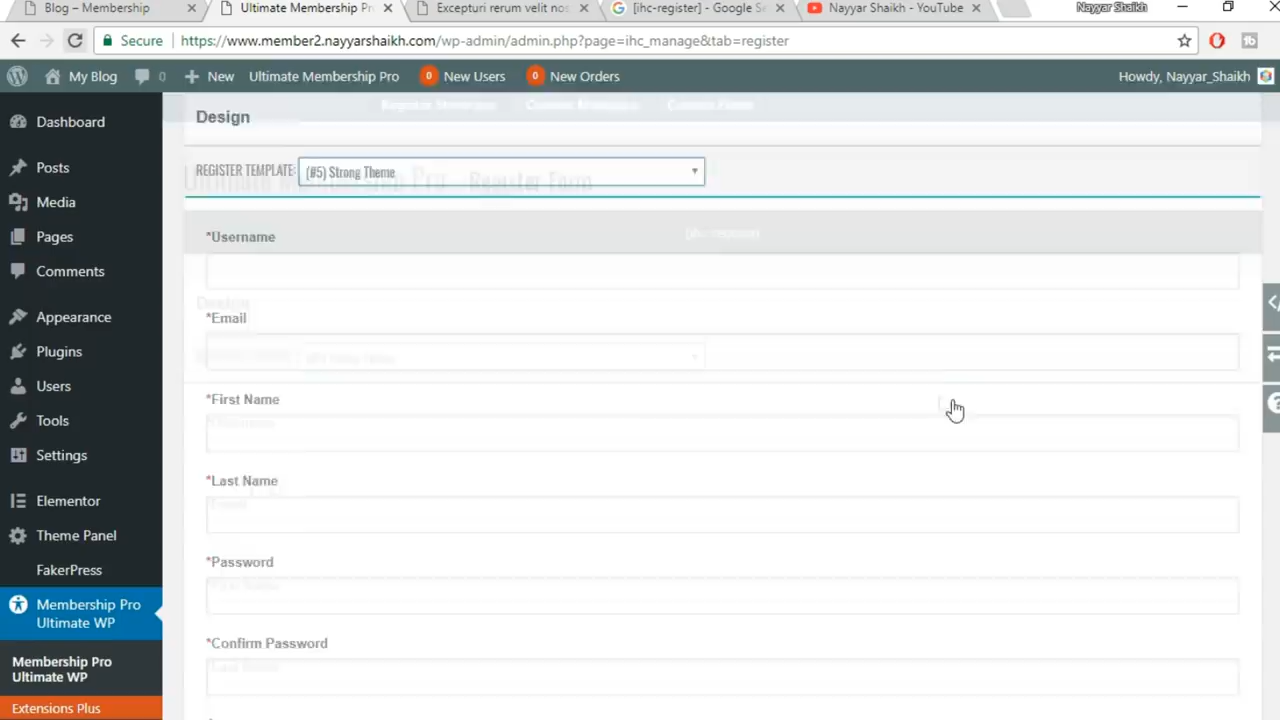 Blog – Membership
Ultimate Membership Pr
Excepturi rerum velit nos
[ihc-register] - Google Se
Nayyar Shaikh - YouTube
Nayyar Shaikh
Secure
https://www.member2.nayyarshaikh.com/wp-admin/admin.php?page=ihc_manage&tab=register
My Blog
0
New
Ultimate Membership Pro
0 New Users
0 New Orders
Howdy, Nayyar_Shaikh
Dashboard
Posts
Media
Pages
Comments
Appearance
Plugins
Users
Tools
Settings
Elementor
Theme Panel
FakerPress
Membership Pro
Ultimate WP
Membership Pro
Ultimate WP
Extensions Plus
Design
REGISTER TEMPLATE:
(#5) Strong Theme
Ultimate Membership Pro - Register Form
[ihc-register]
*Username
*Email
*First Name
*Last Name
*Password
*Confirm Password